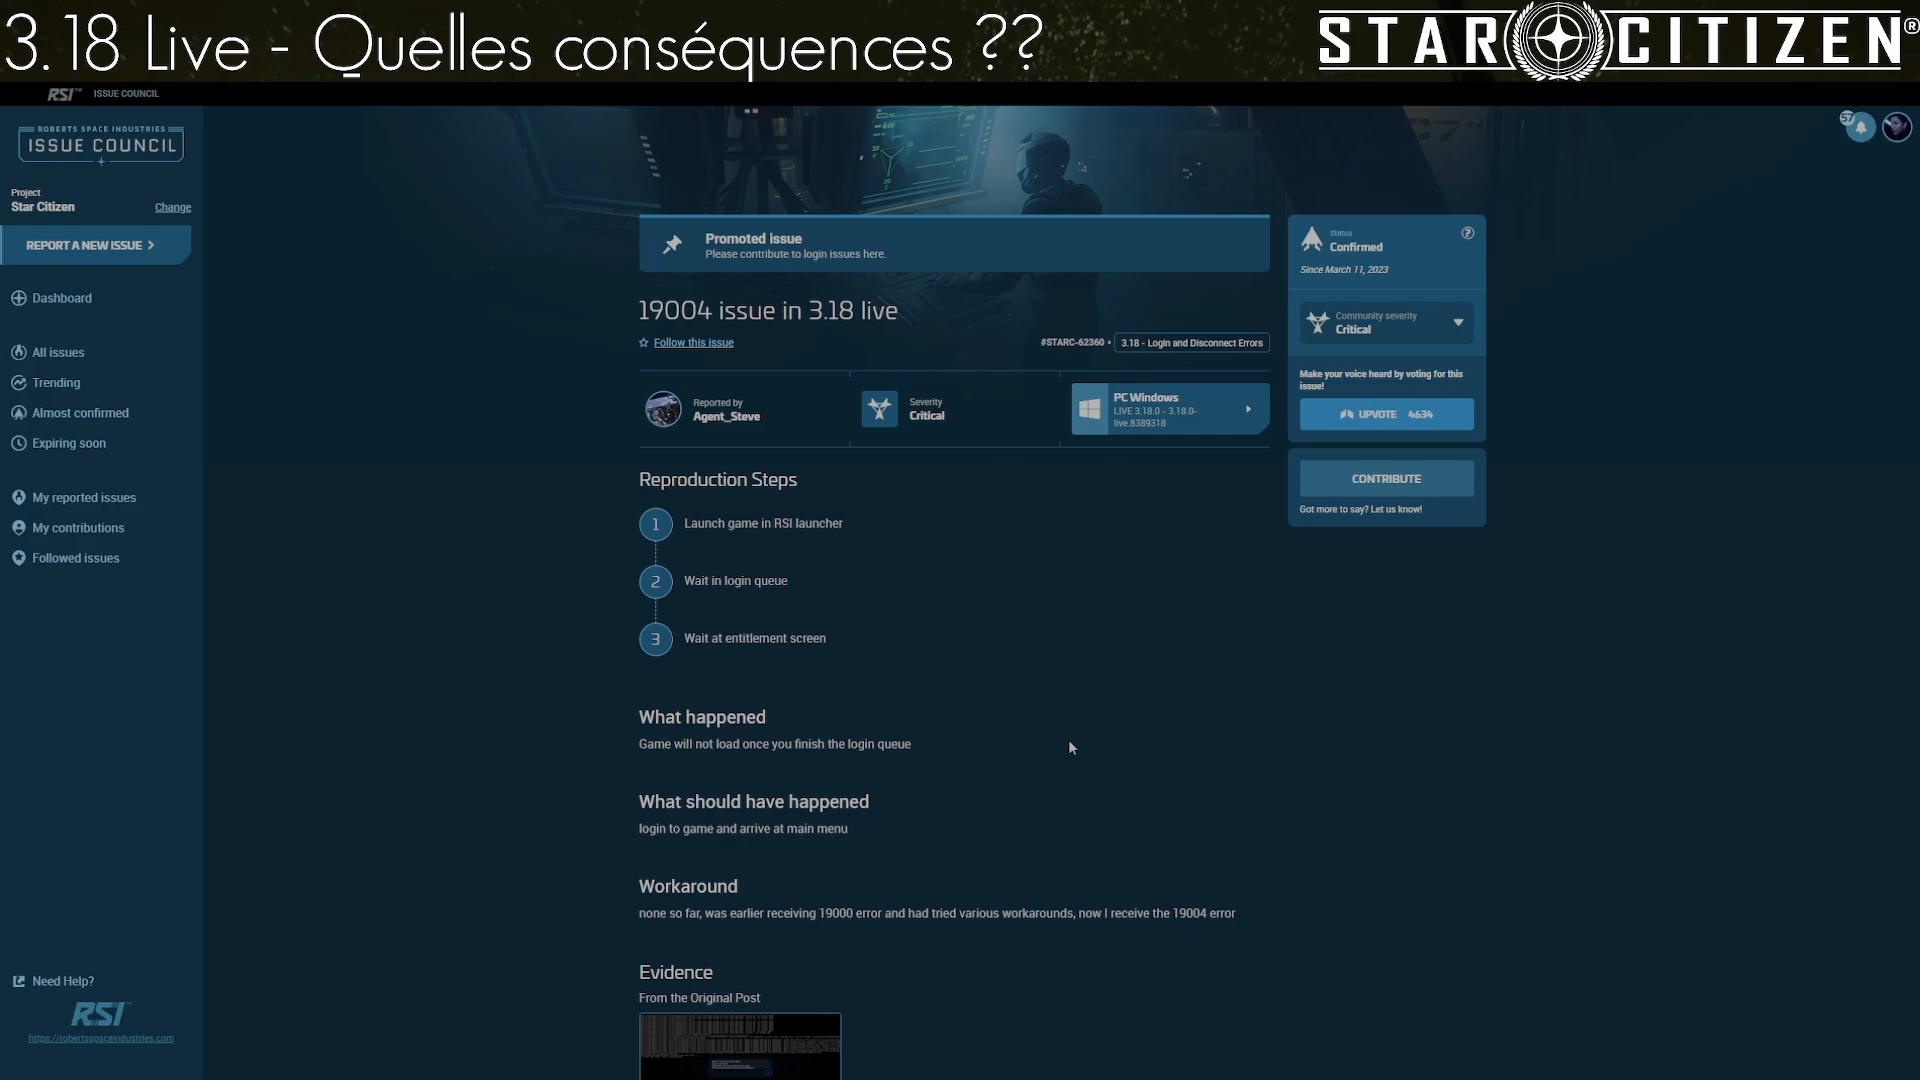 3.18 Live - Quelles conséquences ??
STAR CITIZEN®
RSI™ ISSUE COUNCIL
ROBERTS SPACE INDUSTRIES
ISSUE COUNCIL
57
Project
Star Citizen
Change
REPORT A NEW ISSUE
Dashboard
All issues
Trending
Almost confirmed
Expiring soon
My reported issues
My contributions
Followed issues
Need Help?
RSI™
https://robertsspaceindustries.com
Promoted issue
Please contribute to login issues here.
19004 issue in 3.18 live
Follow this issue
#STARC-62360 • 3.18 - Login and Disconnect Errors
Reported by
Agent_Steve
Severity
Critical
PC Windows
LIVE 3.18.0 - 3.18.0-
live.8389318
Reproduction Steps
1 Launch game in RSI launcher
2 Wait in login queue
3 Wait at entitlement screen
What happened
Game will not load once you finish the login queue
What should have happened
login to game and arrive at main menu
Workaround
none so far, was earlier receiving 19000 error and had tried various workarounds, now I receive the 19004 error
Evidence
From the Original Post
Status
Confirmed
Since March 11, 2023
Community severity
Critical
Make your voice heard by voting for this
issue!
UPVOTE 4634
CONTRIBUTE
Got more to say? Let us know!